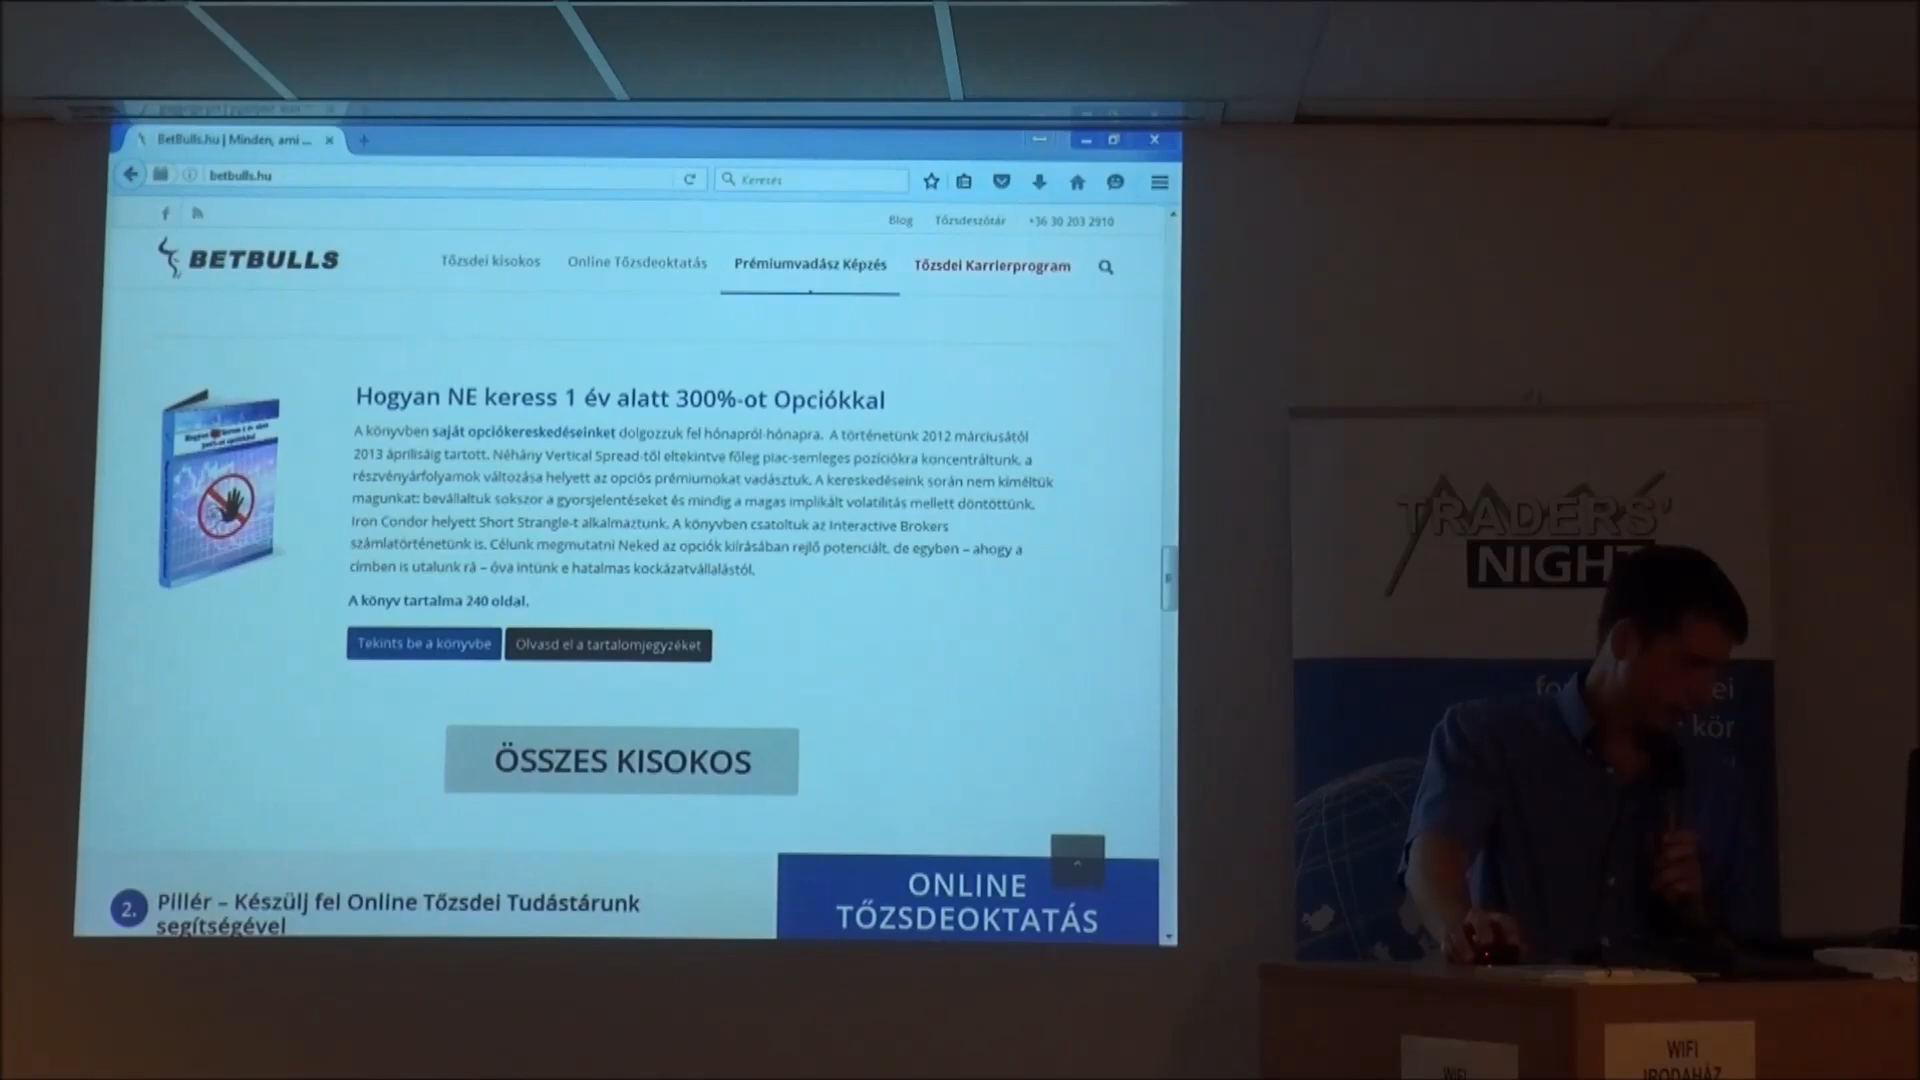 BetBulls.hu | Minden, ami ...
betbulls.hu
Keresés
Blog Tőzsdeszótár +36 30 203 2910
BETBULLS
Tőzsdei kisokos Online Tőzsdeoktatás Prémiumvadász Képzés Tőzsdei Karrierprogram
Hogyan NE keress 1 év alatt 300%-ot Opciókkal
A könyvben saját opciókereskedéseinket dolgozzuk fel hónapról-hónapra. A történetünk 2012 márciusától
2013 áprilisáig tartott. Néhány Vertical Spread-től eltekintve főleg piac-semleges pozíciókra koncentráltunk, a
részvényárfolyamok változása helyett az opciós prémiumokat vadásztuk. A kereskedéseink során nem kíméltük
magunkat: bevállaltuk sokszor a gyorsjelentéseket és mindig a magas implikált volatilitás mellett döntöttünk.
Iron Condor helyett Short Strangle-t alkalmaztunk. A könyvben csatoltuk az Interactive Brokers
számlatörténetünk is. Célunk megmutatni Neked az opciók kiírásában rejlő potenciált, de egyben – ahogy a
címben is utalunk rá – óva intünk e hatalmas kockázatvállalástól.
A könyv tartalma 240 oldal.
Tekints be a könyvbe Olvasd el a tartalomjegyzéket
ÖSSZES KISOKOS
2. Pillér – Készülj fel Online Tőzsdei Tudástárunk
segítségével
ONLINE
TŐZSDEOKTATÁS
TRADERS'
NIGH
fo ei
kör
WIFI
WIFI
IRODAHÁZ